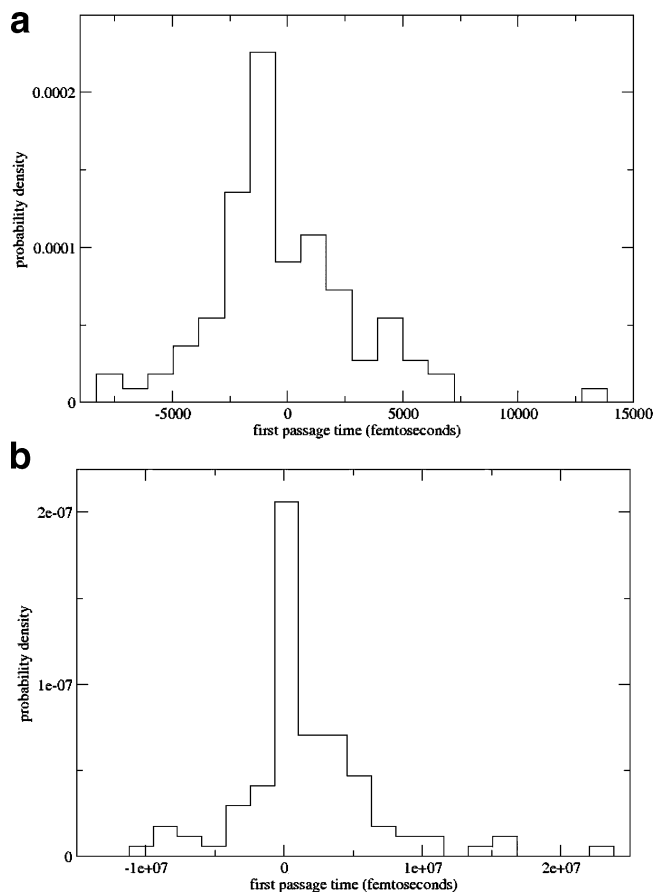 a
0.0002
0.0001
0
probability density
-5000 0 5000 10000 15000
first passage time (femtoseconds)
b
2e-07
1e-07
0
probability density
-1e+07 0 1e+07 2e+07
first passage time (femtoseconds)